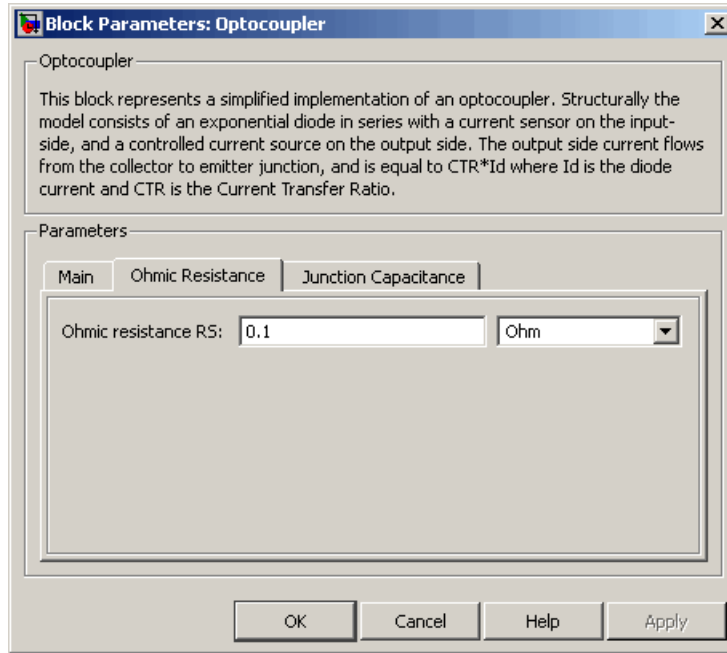 Block Parameters: Optocoupler
Optocoupler
This block represents a simplified implementation of an optocoupler. Structurally the
model consists of an exponential diode in series with a current sensor on the input-
side, and a controlled current source on the output side. The output side current flows
from the collector to emitter junction, and is equal to CTR*Id where Id is the diode
current and CTR is the Current Transfer Ratio.
Parameters
Main Ohmic Resistance Junction Capacitance
Ohmic resistance RS: 0.1 Ohm
OK Cancel Help Apply